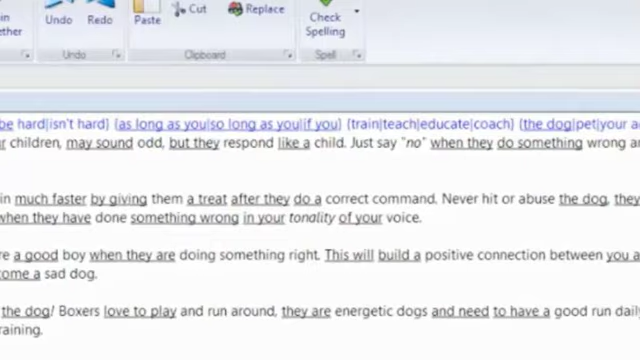 in
ther
Undo Redo Paste Cut Replace Check Spelling
Undo Clipboard Spell
be hard|isn't hard} {as long as you|so long as you|if you} {train|teach|educate|coach} {the dog|pet|your a
r children, may sound odd, but they respond like a child. Just say "no" when they do something wrong a
in much faster by giving them a treat after they do a correct command. Never hit or abuse the dog, they
when they have done something wrong in your tonality of your voice.
re a good boy when they are doing something right. This will build a positive connection between you a
come a sad dog.
the dog! Boxers love to play and run around, they are energetic dogs and need to have a good run daily
raining.